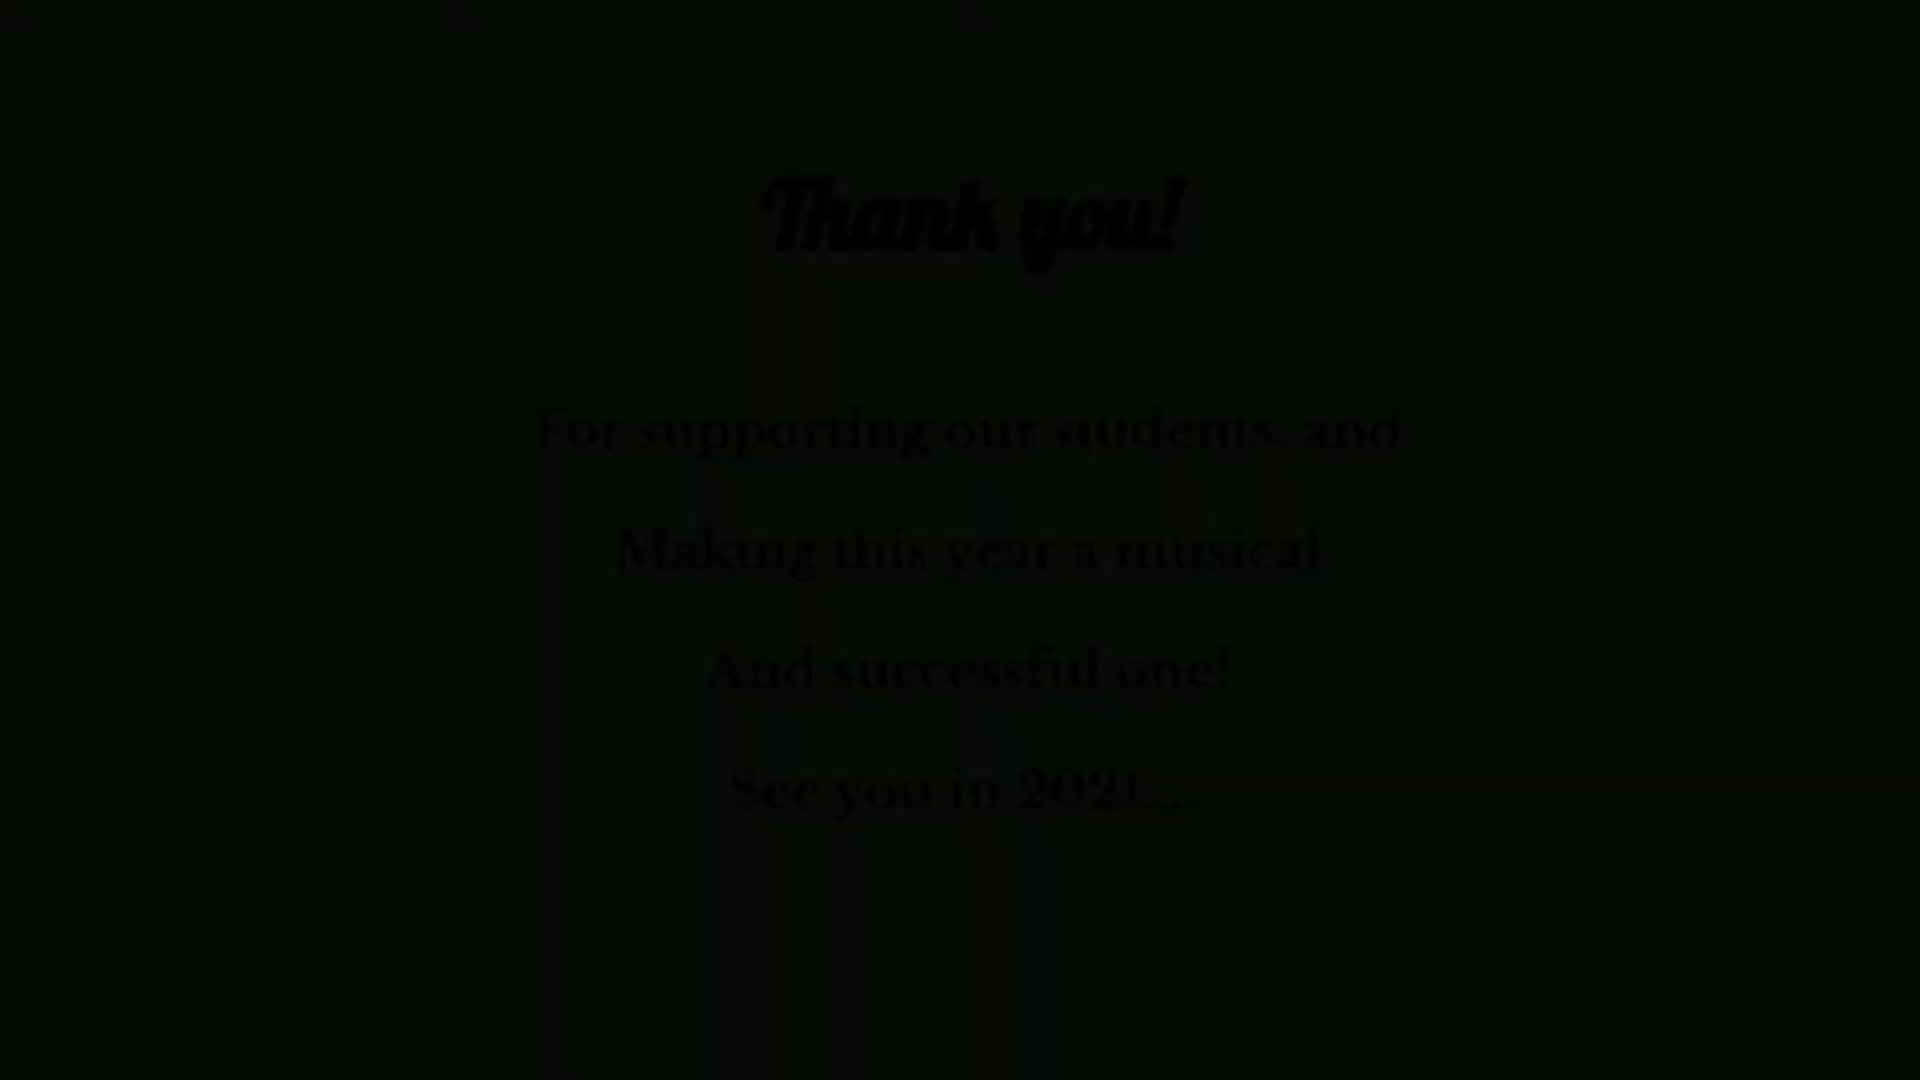 Thank you!
For supporting our students, and
Making this year a musical
And successful one!
See you in 2021....